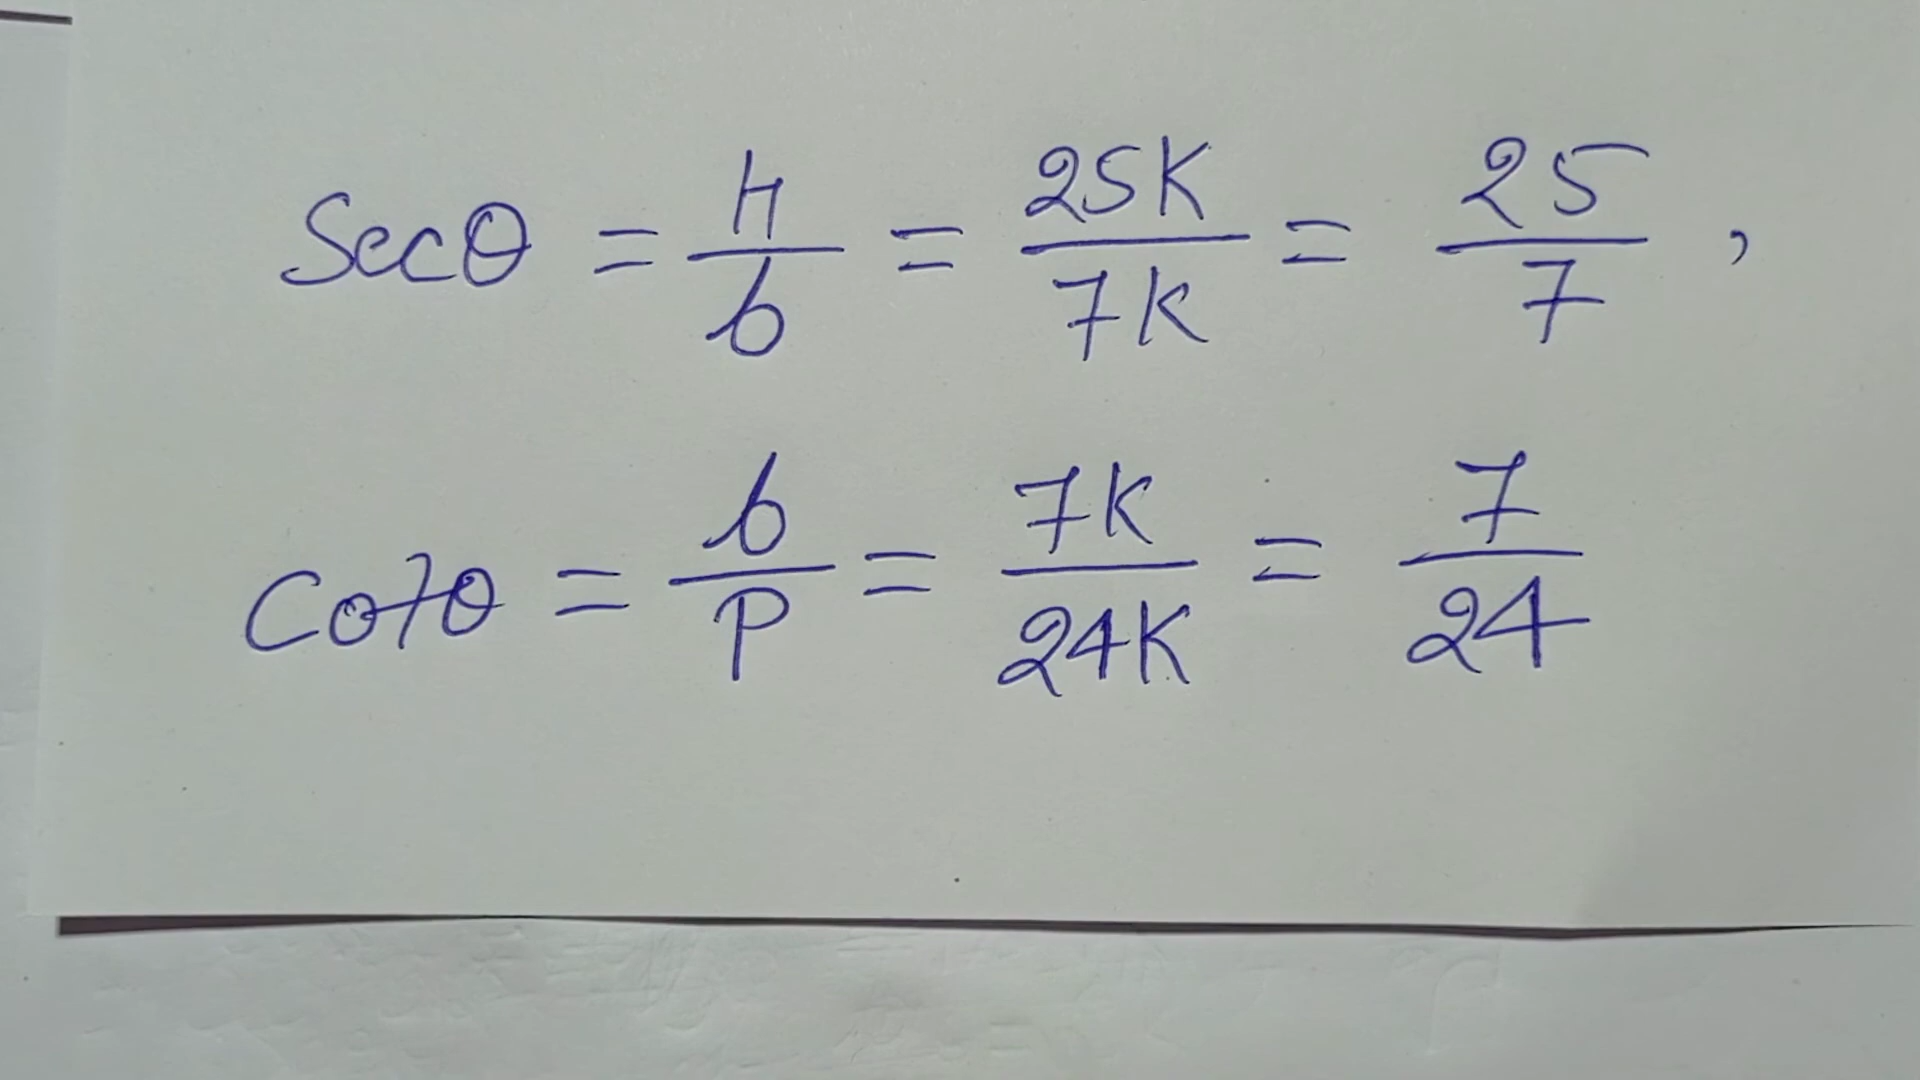 Secθ = H/b = 25K/7K = 25/7 ,
Cotθ = b/P = 7K/24K = 7/24